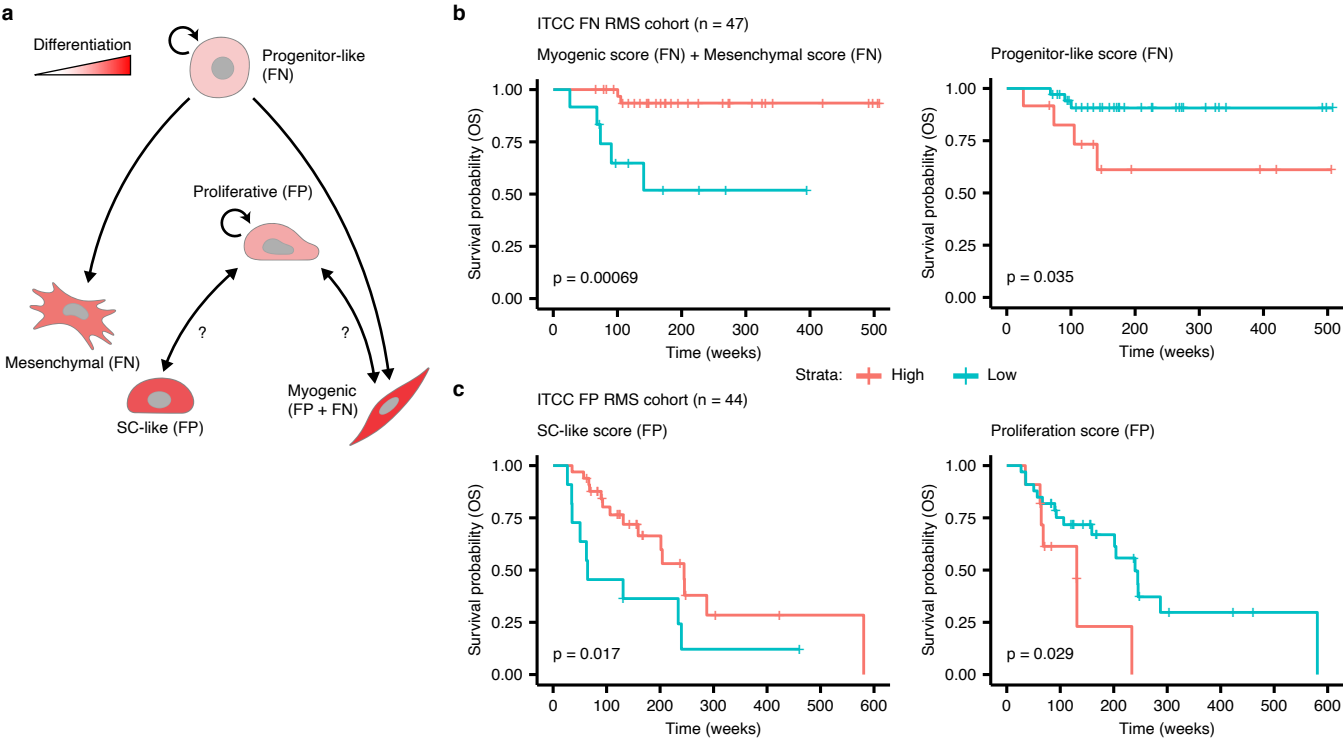 a
Differentiation
Progenitor-like
(FN)
Proliferative (FP)
?
?
Mesenchymal (FN)
SC-like (FP)
Myogenic
(FP + FN)
b
ITCC FN RMS cohort (n = 47)
Myogenic score (FN) + Mesenchymal score (FN)
Survival probability (OS)
1.00
0.75
0.50
0.25
0.00
p = 0.00069
0 100 200 300 400 500
Time (weeks)
Progenitor-like score (FN)
Survival probability (OS)
1.00
0.75
0.50
0.25
0.00
p = 0.035
0 100 200 300 400 500
Time (weeks)
Strata: High Low
c
ITCC FP RMS cohort (n = 44)
SC-like score (FP)
Survival probability (OS)
1.00
0.75
0.50
0.25
0.00
p = 0.017
0 100 200 300 400 500 600
Time (weeks)
Proliferation score (FP)
Survival probability (OS)
1.00
0.75
0.50
0.25
0.00
p = 0.029
0 100 200 300 400 500 600
Time (weeks)